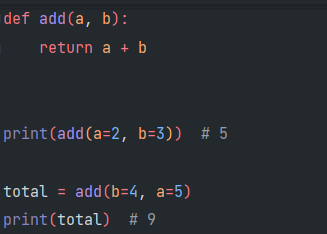 def add(a, b):
    return a + b
print(add(a=2, b=3))  # 5
total = add(b=4, a=5)
print(total)  # 9